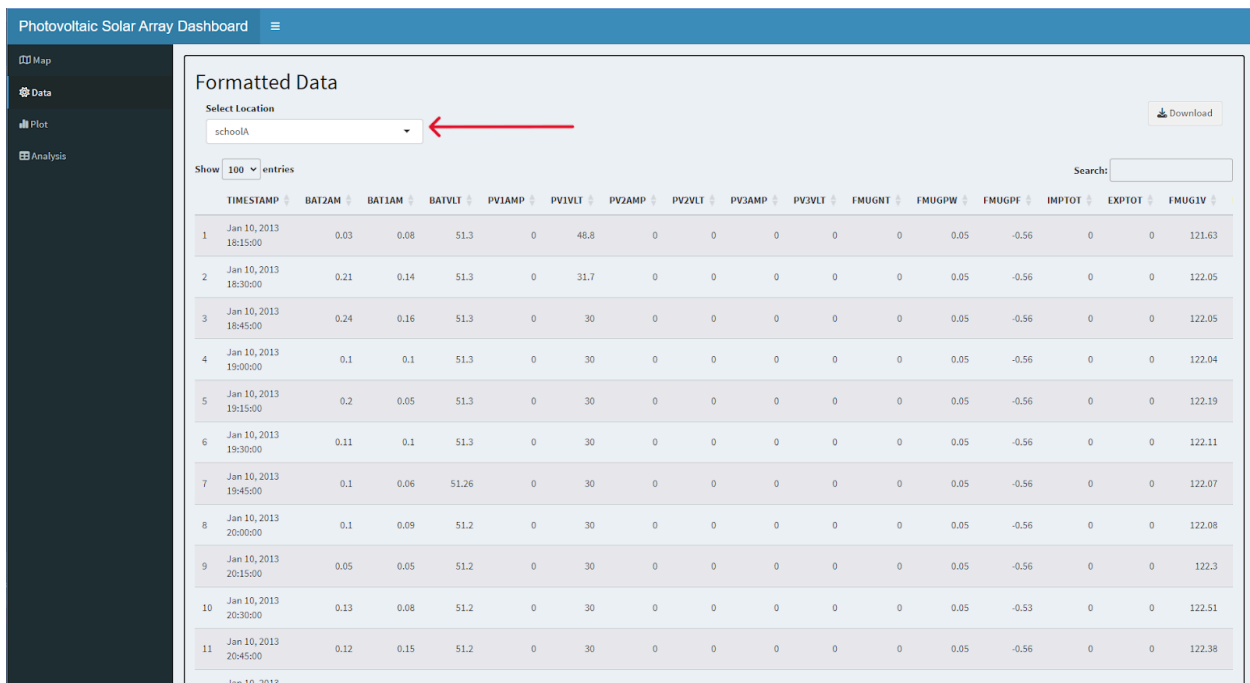 Photovoltaic Solar Array Dashboard
Map
Data
Plot
Analysis
Formatted Data
Select Location
schoolA
Download
Show 100 entries
Search:
TIMESTAMP BAT2AM BAT1AM BATVLT PV1AMP PV1VLT PV2AMP PV2VLT PV3AMP PV3VLT FMUGNT FMUGPW FMUGPF IMPTOT EXPTOT FMUG1V
1 Jan 10, 2013 18:15:00 0.03 0.08 51.3 0 48.8 0 0 0 0 0 0.05 -0.56 0 0 121.63
2 Jan 10, 2013 18:30:00 0.21 0.14 51.3 0 31.7 0 0 0 0 0 0.05 -0.56 0 0 122.05
3 Jan 10, 2013 18:45:00 0.24 0.16 51.3 0 30 0 0 0 0 0 0.05 -0.56 0 0 122.05
4 Jan 10, 2013 19:00:00 0.1 0.1 51.3 0 30 0 0 0 0 0 0.05 -0.56 0 0 122.04
5 Jan 10, 2013 19:15:00 0.2 0.05 51.3 0 30 0 0 0 0 0 0.05 -0.56 0 0 122.19
6 Jan 10, 2013 19:30:00 0.11 0.1 51.3 0 30 0 0 0 0 0 0.05 -0.56 0 0 122.11
7 Jan 10, 2013 19:45:00 0.1 0.06 51.26 0 30 0 0 0 0 0 0.05 -0.56 0 0 122.07
8 Jan 10, 2013 20:00:00 0.1 0.09 51.2 0 30 0 0 0 0 0 0.05 -0.56 0 0 122.08
9 Jan 10, 2013 20:15:00 0.05 0.05 51.2 0 30 0 0 0 0 0 0.05 -0.56 0 0 122.3
10 Jan 10, 2013 20:30:00 0.13 0.08 51.2 0 30 0 0 0 0 0 0.05 -0.53 0 0 122.51
11 Jan 10, 2013 20:45:00 0.12 0.15 51.2 0 30 0 0 0 0 0 0.05 -0.56 0 0 122.38
Jan 10, 2013